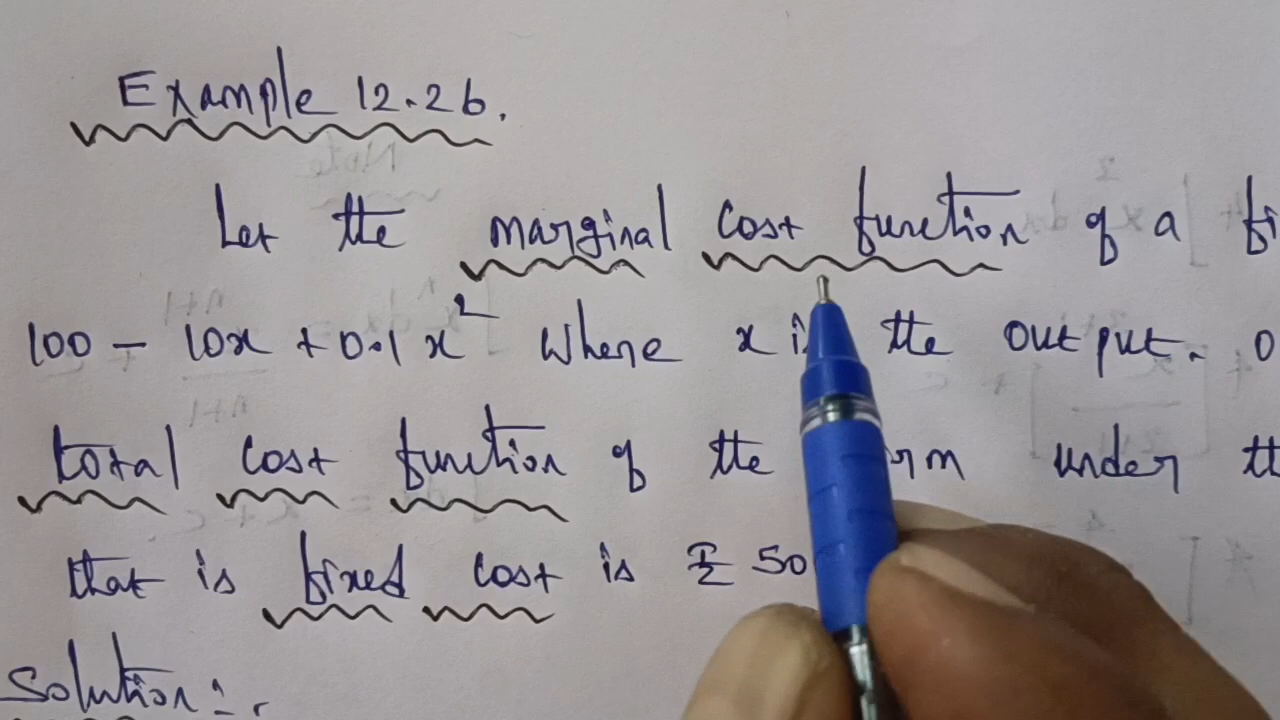 Example 12.26.
Let the marginal cost function of a
100 - 10x + 0.1x² where x is the output.
total cost function of the under
that is fixed cost is ₹ 50
Solution:-